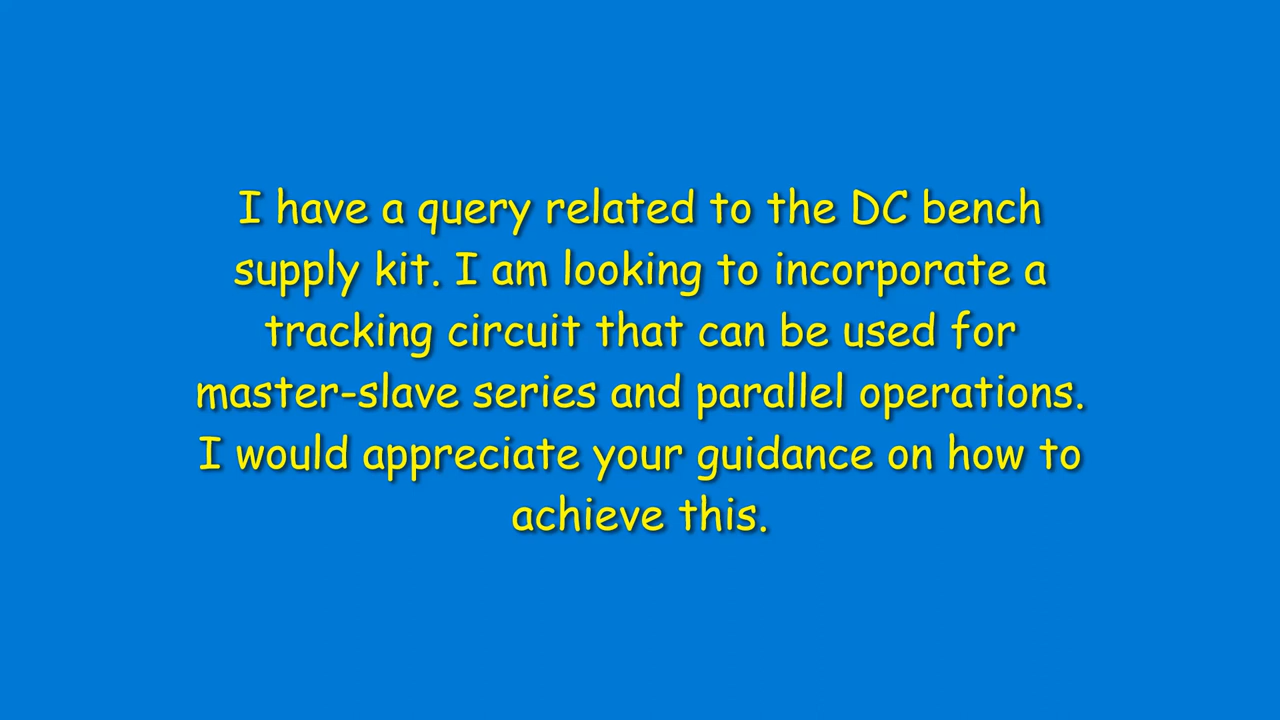 I have a query related to the DC bench
supply kit. I am looking to incorporate a
tracking circuit that can be used for
master-slave series and parallel operations.
I would appreciate your guidance on how to
achieve this.